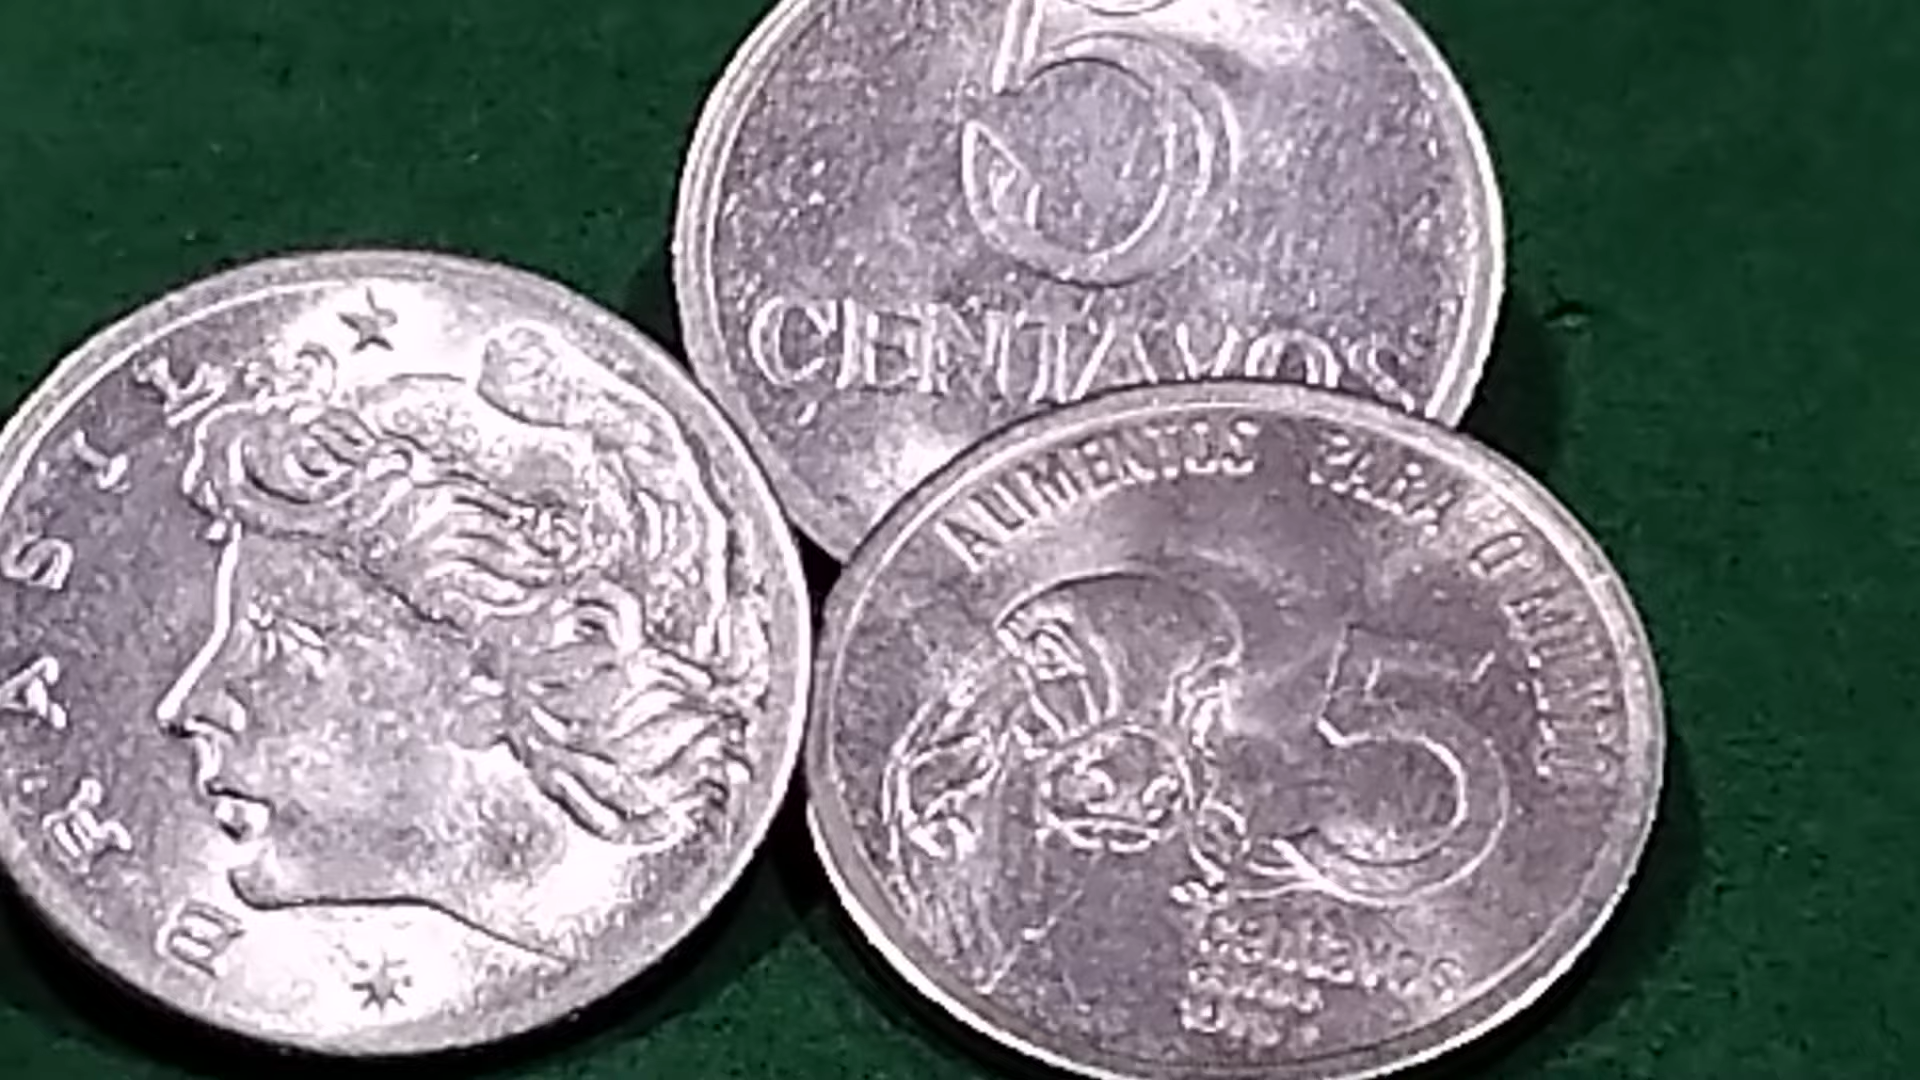 5
CENTAVOS
BRASIL
ALIMENTOS PARA O MUNDO
5
centavos